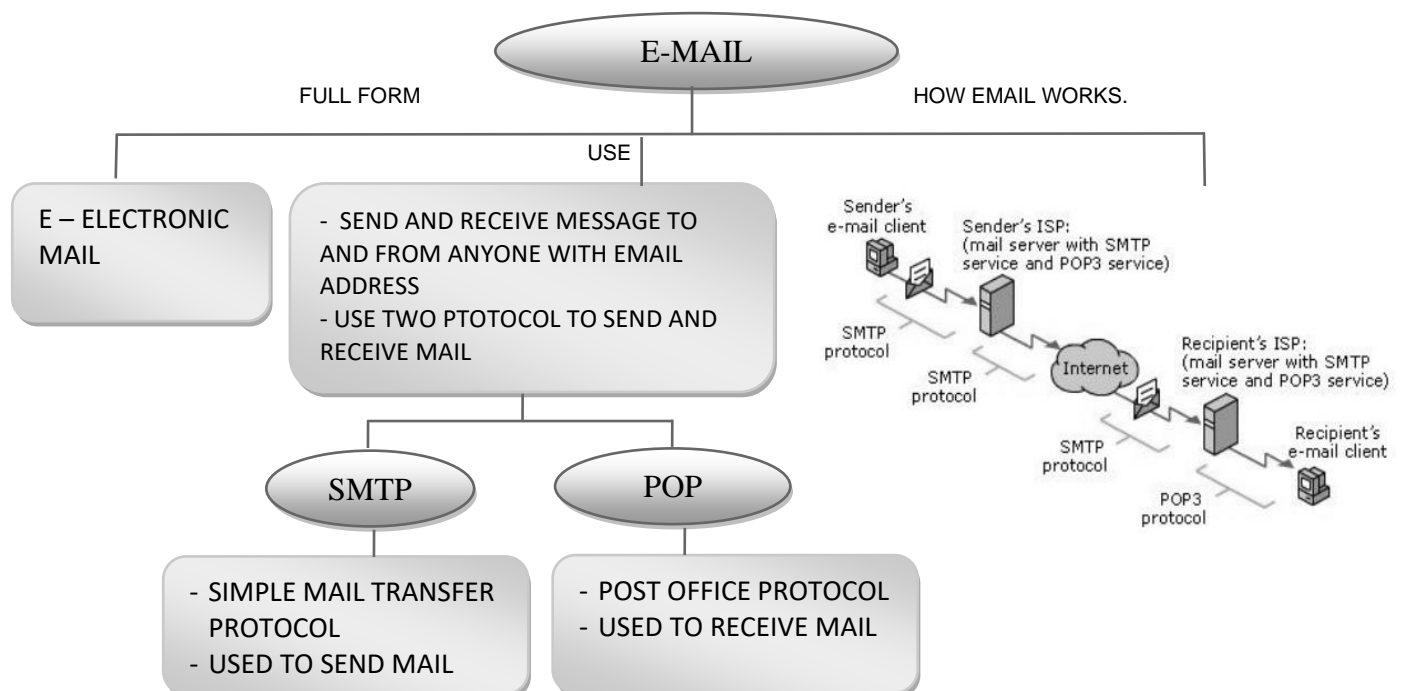 E-MAIL
FULL FORM
HOW EMAIL WORKS.
USE
E – ELECTRONIC
MAIL
- SEND AND RECEIVE MESSAGE TO
AND FROM ANYONE WITH EMAIL
ADDRESS
- USE TWO PTOTOCOL TO SEND AND
RECEIVE MAIL
SMTP
POP
- SIMPLE MAIL TRANSFER
PROTOCOL
- USED TO SEND MAIL
- POST OFFICE PROTOCOL
- USED TO RECEIVE MAIL
Sender's
e-mail client
Sender's ISP:
(mail server with SMTP
service and POP3 service)
SMTP
protocol
SMTP
protocol
Internet
Recipient's ISP:
(mail server with SMTP
service and POP3 service)
SMTP
protocol
Recipient's
e-mail client
POP3
protocol